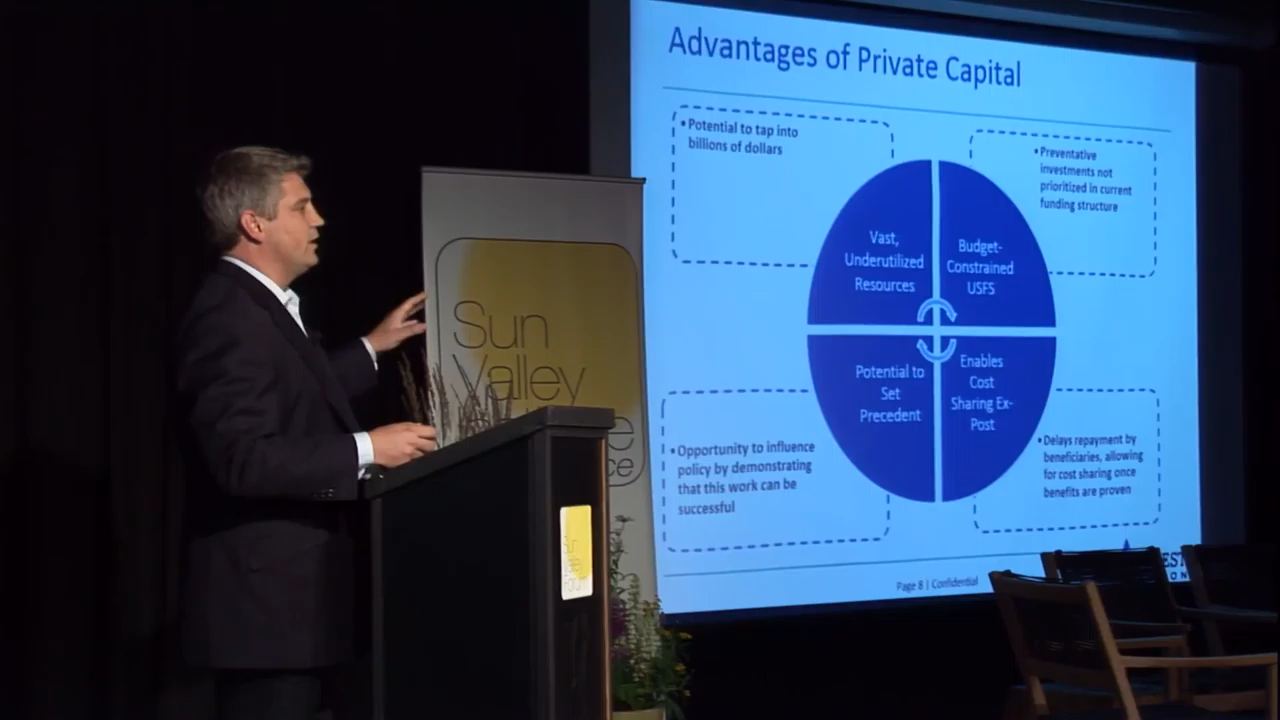 Advantages of Private Capital
• Potential to tap into
billions of dollars
• Preventative
investments not
prioritized in current
funding structure
Vast,
Underutilized
Resources
Budget-
Constrained
USFS
Potential to
Set
Precedent
Enables
Cost
Sharing Ex-
Post
• Opportunity to influence
policy by demonstrating
that this work can be
successful
• Delays repayment by
beneficiaries, allowing
for cost sharing once
benefits are proven
Page 8 | Confidential
Sun
Valley
Sun
Valley
Forum